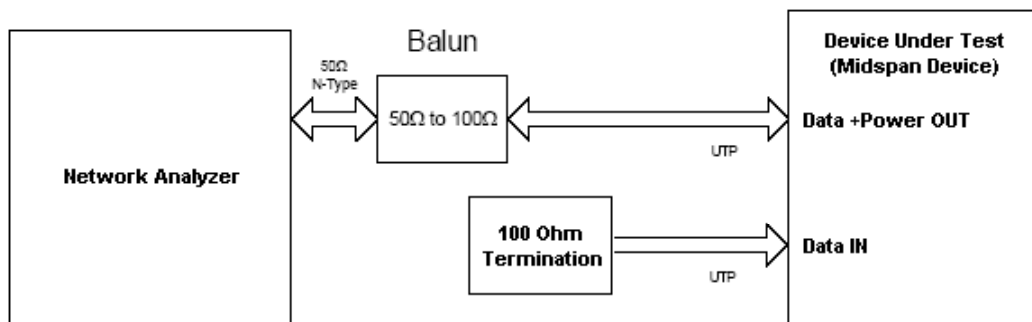 Balun
50Ω
N-Type
50Ω to 100Ω
Network Analyzer
Device Under Test
(Midspan Device)
Data +Power OUT
UTP
100 Ohm
Termination
Data IN
UTP